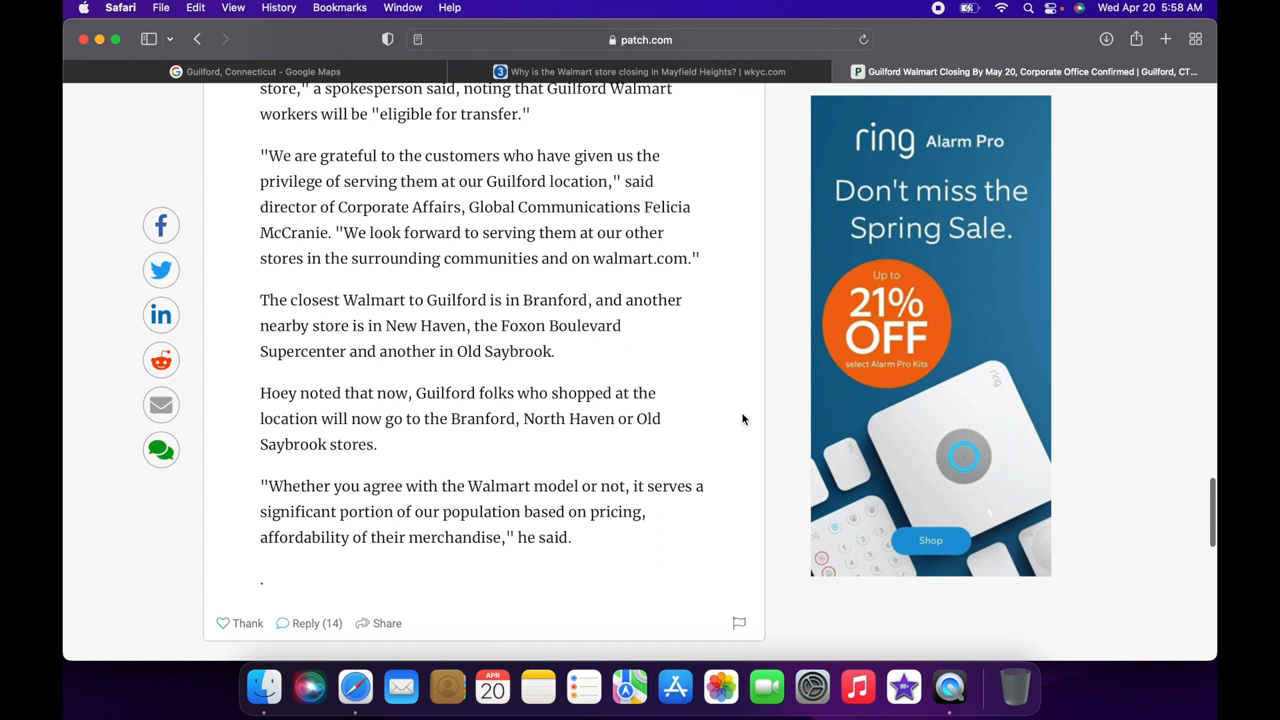 Safari File Edit View History Bookmarks Window Help Wed Apr 20 5:58 AM
patch.com
Guilford, Connecticut - Google Maps
3 Why is the Walmart store closing in Mayfield Heights? | wkyc.com
P Guilford Walmart Closing By May 20, Corporate Office Confirmed | Guilford, CT...
store," a spokesperson said, noting that Guilford Walmart
workers will be "eligible for transfer."
"We are grateful to the customers who have given us the
privilege of serving them at our Guilford location," said
director of Corporate Affairs, Global Communications Felicia
McCranie. "We look forward to serving them at our other
stores in the surrounding communities and on walmart.com."
The closest Walmart to Guilford is in Branford, and another
nearby store is in New Haven, the Foxon Boulevard
Supercenter and another in Old Saybrook.
Hoey noted that now, Guilford folks who shopped at the
location will now go to the Branford, North Haven or Old
Saybrook stores.
"Whether you agree with the Walmart model or not, it serves a
significant portion of our population based on pricing,
affordability of their merchandise," he said.
.
Thank Reply (14) Share
ring Alarm Pro
Don't miss the
Spring Sale.
Up to
21%
OFF
select Alarm Pro Kits
ring
Shop
APR
20